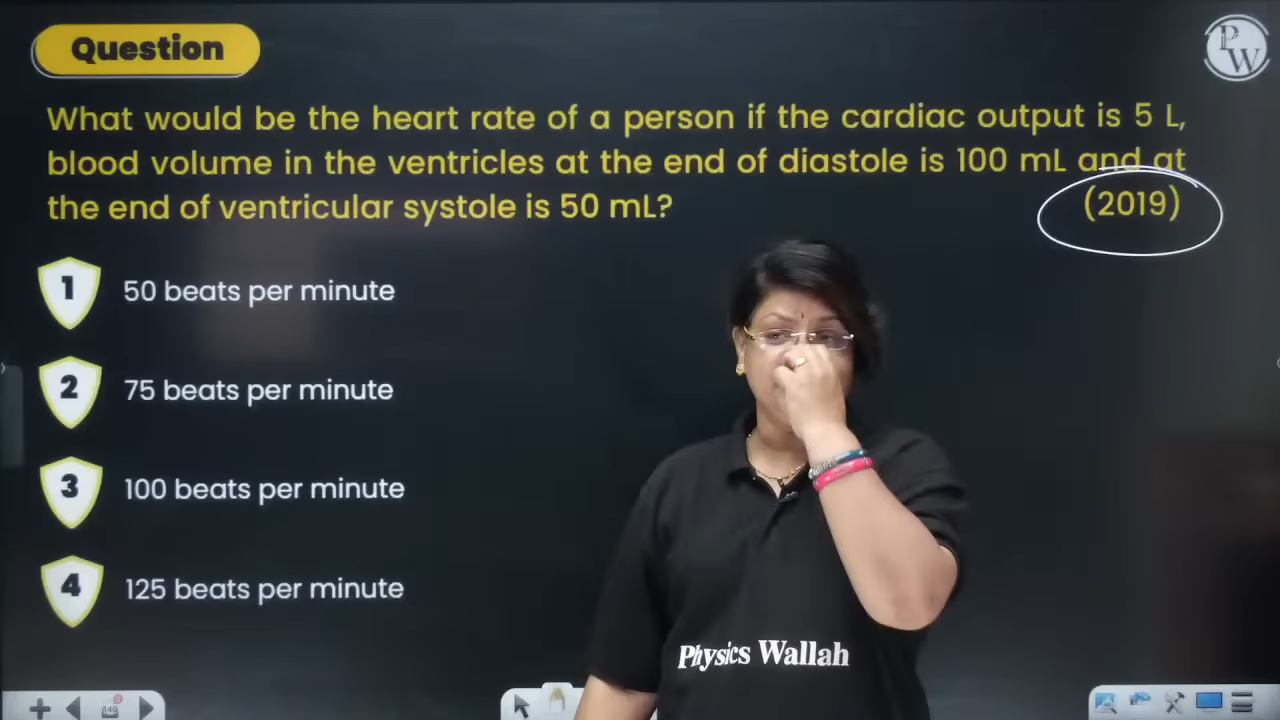 Question
PW
What would be the heart rate of a person if the cardiac output is 5 L,
blood volume in the ventricles at the end of diastole is 100 mL and at
the end of ventricular systole is 50 mL?
(2019)
1 50 beats per minute
2 75 beats per minute
3 100 beats per minute
4 125 beats per minute
Physics Wallah